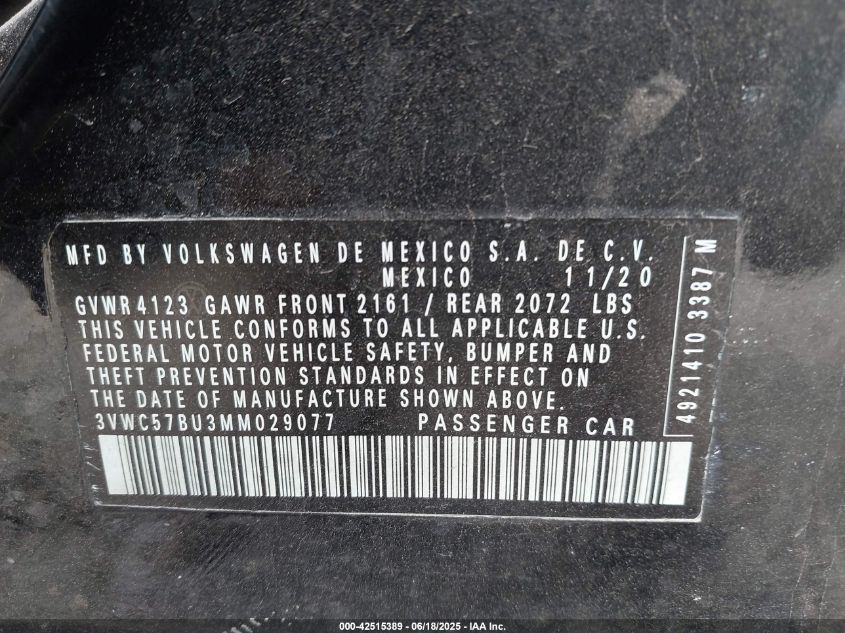 MFD BY VOLKSWAGEN DE MEXICO S.A. DE C.V.
MEXICO 11/20
GVWR 4123 GAWR FRONT 2161 / REAR 2072 LBS
THIS VEHICLE CONFORMS TO ALL APPLICABLE U.S.
FEDERAL MOTOR VEHICLE SAFETY, BUMPER AND
THEFT PREVENTION STANDARDS IN EFFECT ON
THE DATE OF MANUFACTURE SHOWN ABOVE.
3VWC57BU3MM029077 PASSENGER CAR
4921410 3387 M
000-42515389 - 06/18/2025 - IAA Inc.